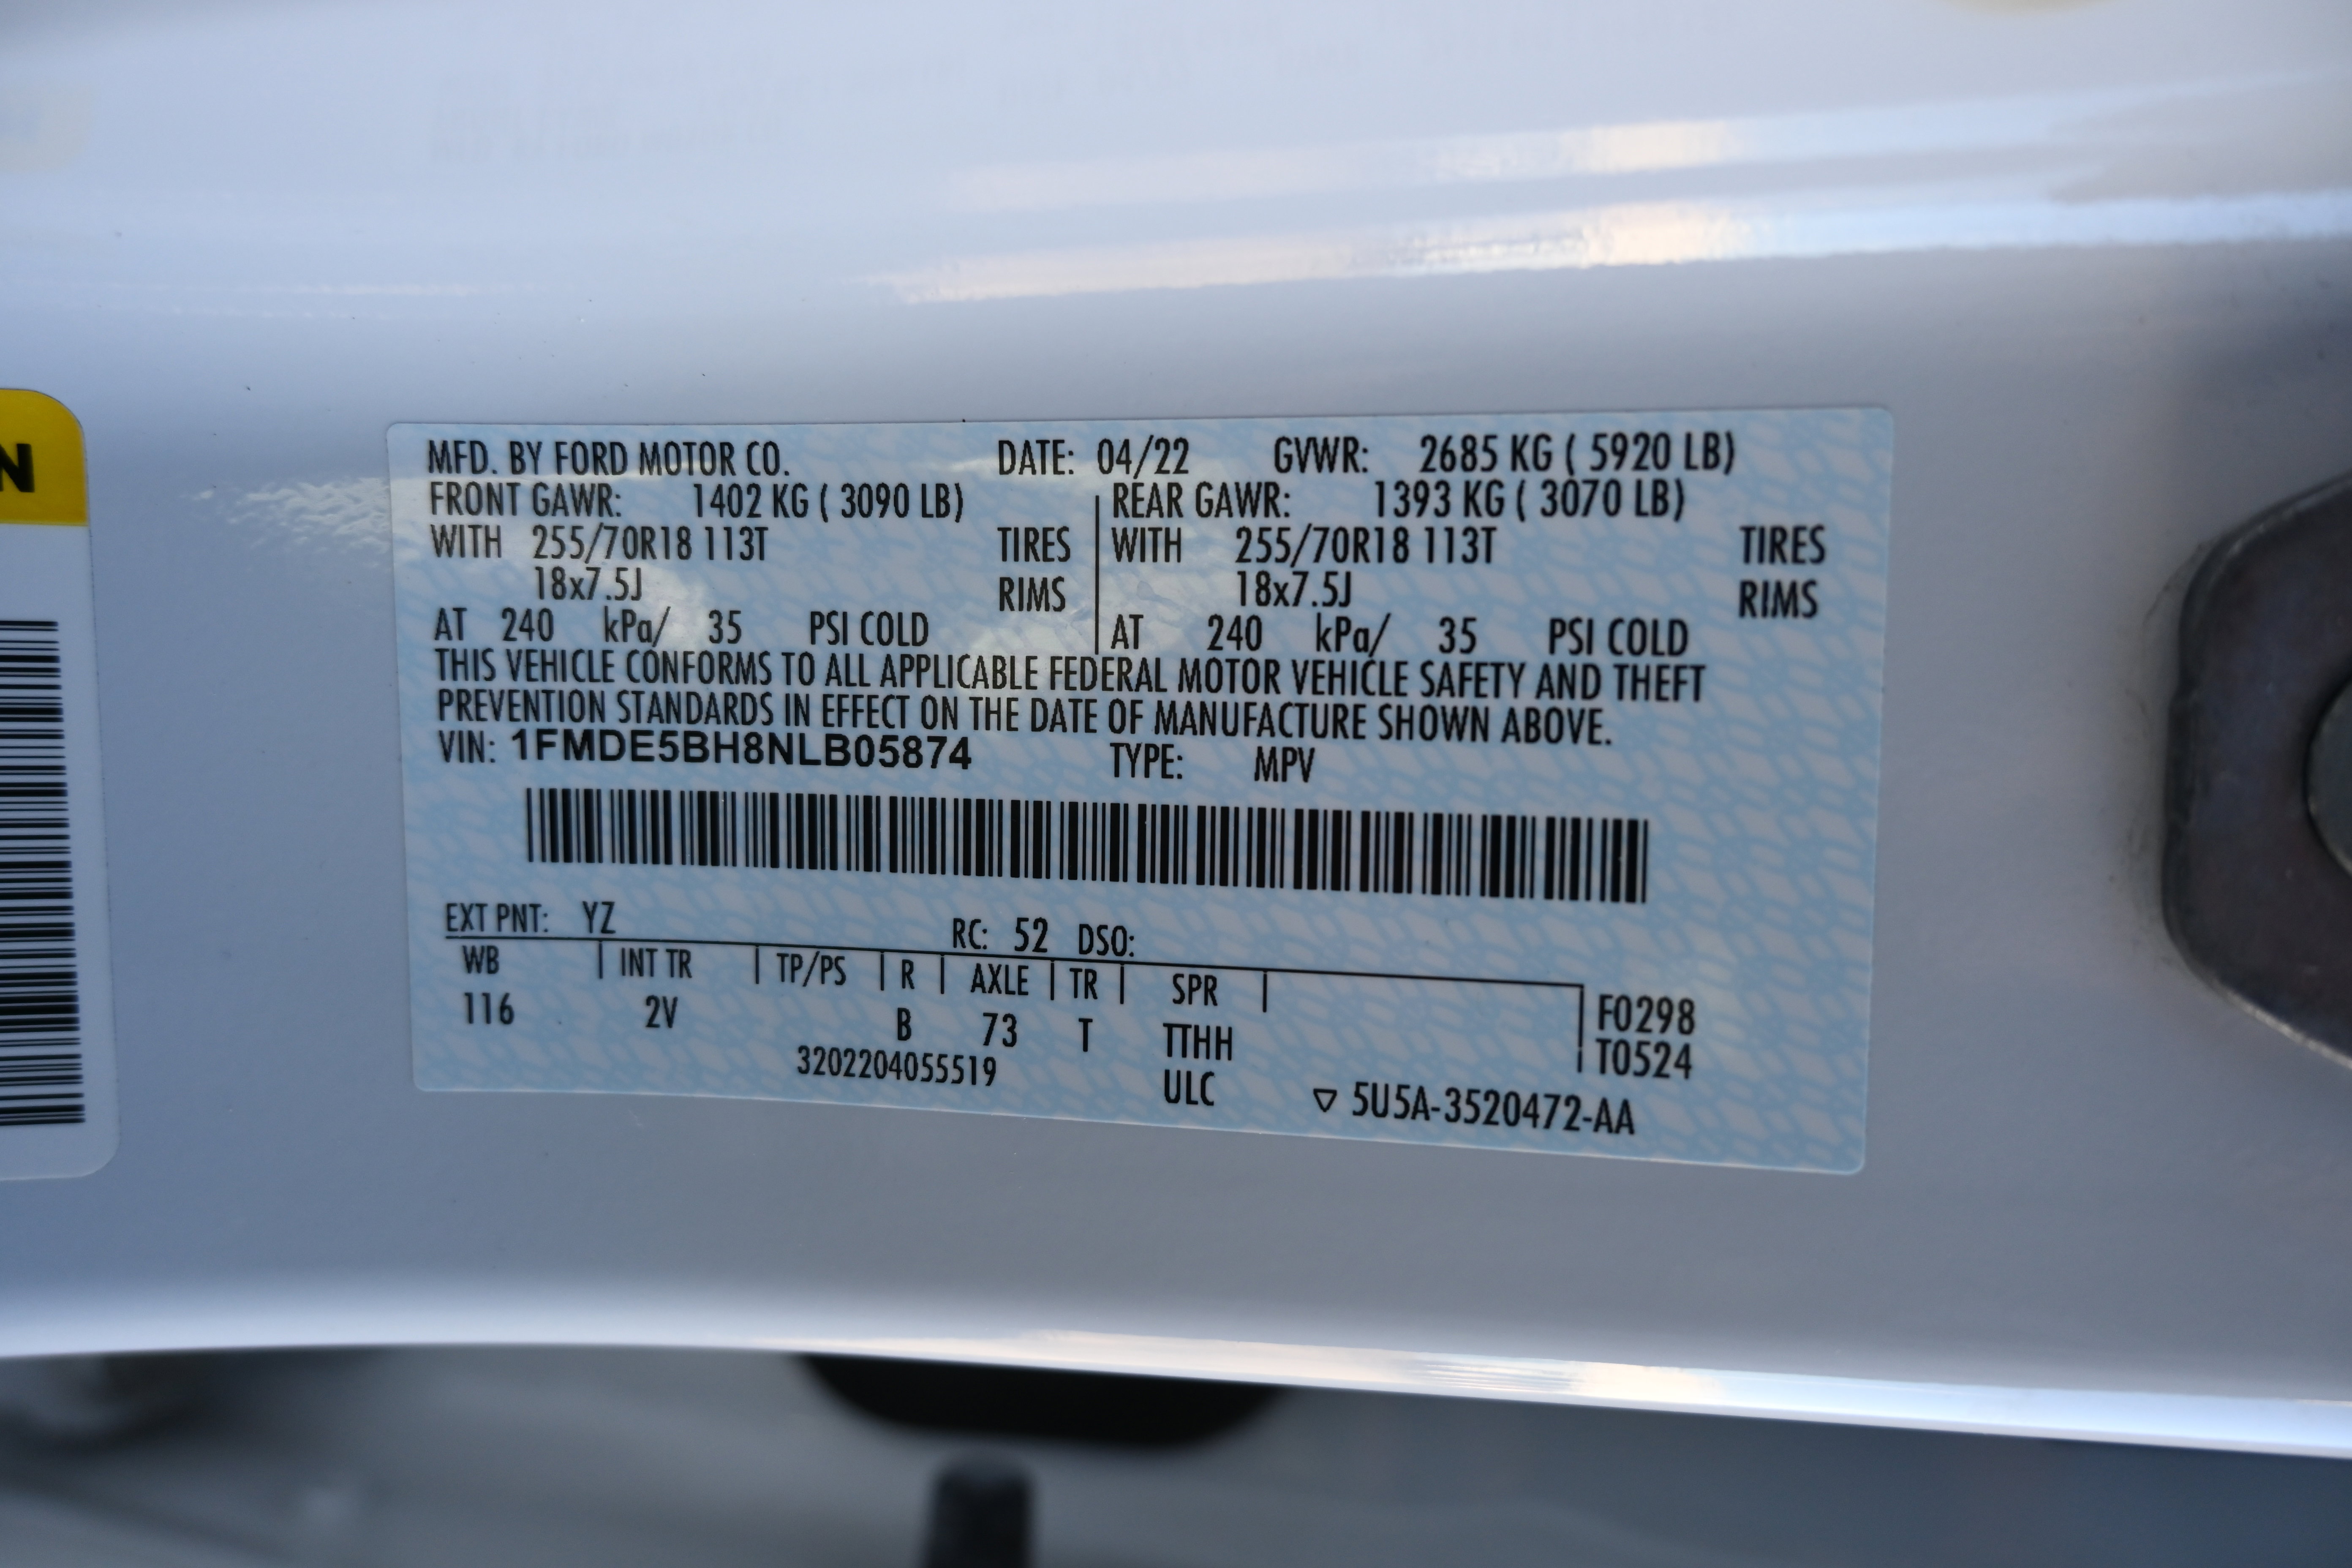 N
MFD. BY FORD MOTOR CO. DATE: 04/22 GVWR: 2685 KG ( 5920 LB)
FRONT GAWR: 1402 KG ( 3090 LB) REAR GAWR: 1393 KG ( 3070 LB)
WITH 255/70R18 113T TIRES WITH 255/70R18 113T TIRES
18x7.5J RIMS 18x7.5J RIMS
AT 240 kPa/ 35 PSI COLD AT 240 kPa/ 35 PSI COLD
THIS VEHICLE CONFORMS TO ALL APPLICABLE FEDERAL MOTOR VEHICLE SAFETY AND THEFT
PREVENTION STANDARDS IN EFFECT ON THE DATE OF MANUFACTURE SHOWN ABOVE.
VIN: 1FMDE5BH8NLB05874 TYPE: MPV
EXT PNT: YZ RC: 52 DSO:
WB INT TR TP/PS R AXLE TR SPR
116 2V B 73 T TTHH F0298
3202204055519 ULC T0524
▽ 5U5A-3520472-AA